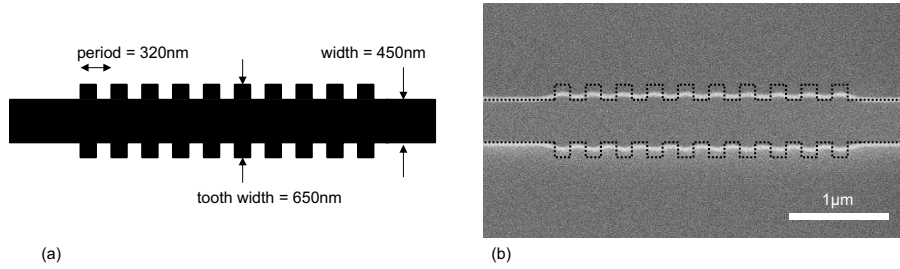 period = 320nm
width = 450nm
tooth width = 650nm
1μm
(a)
(b)